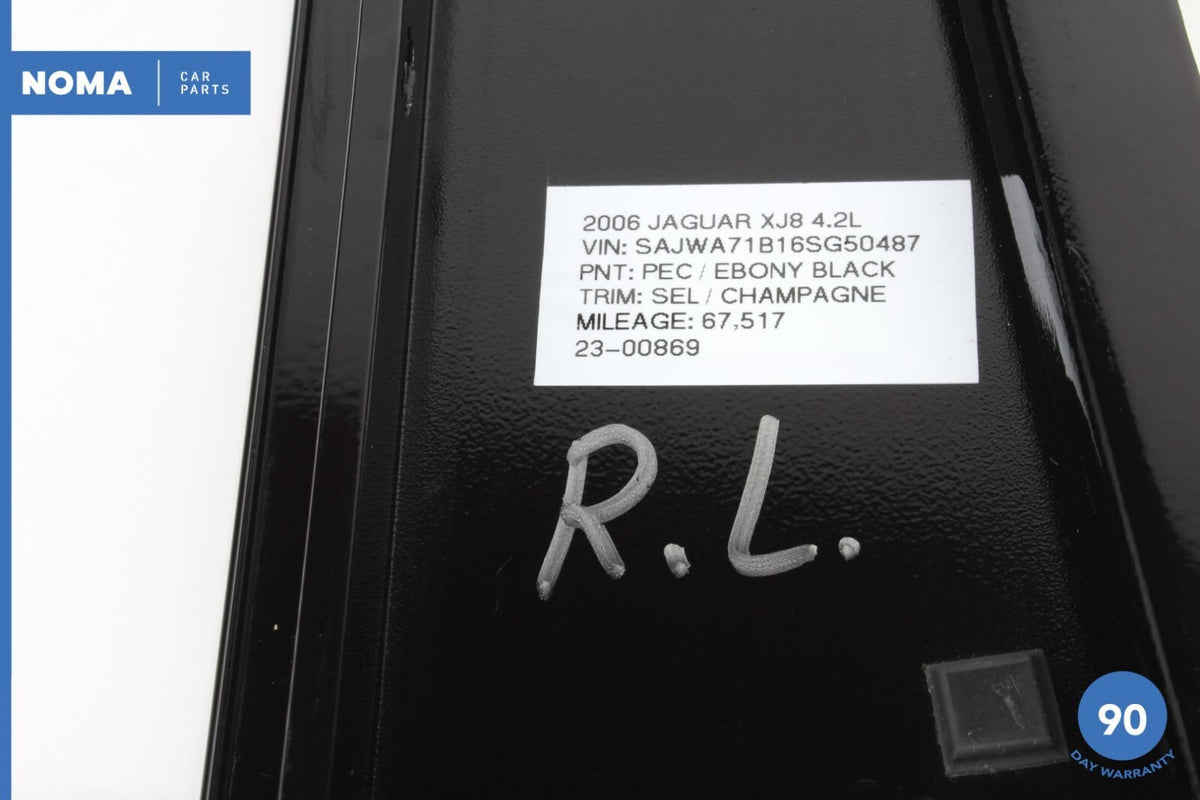 NOMA
CAR
PARTS
2006 JAGUAR XJ8 4.2L
VIN: SAJWA71B16SG50487
PNT: PEC / EBONY BLACK
TRIM: SEL / CHAMPAGNE
MILEAGE: 67,517
23-00869
R.L.
90
DAY WARRANTY